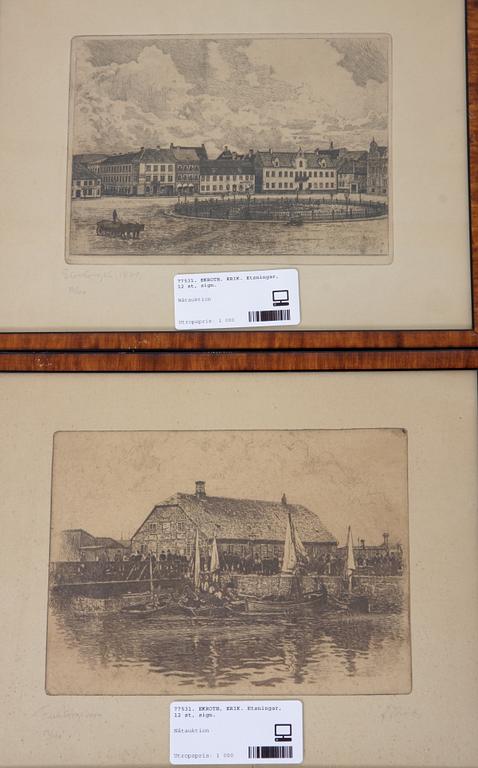 77531. EKROTH, ERIK. Etsningar,
12 st, sign.
Nätauktion
Utropspris: 1 000
77531. EKROTH, ERIK. Etsningar,
12 st, sign.
Nätauktion
Utropspris: 1 000